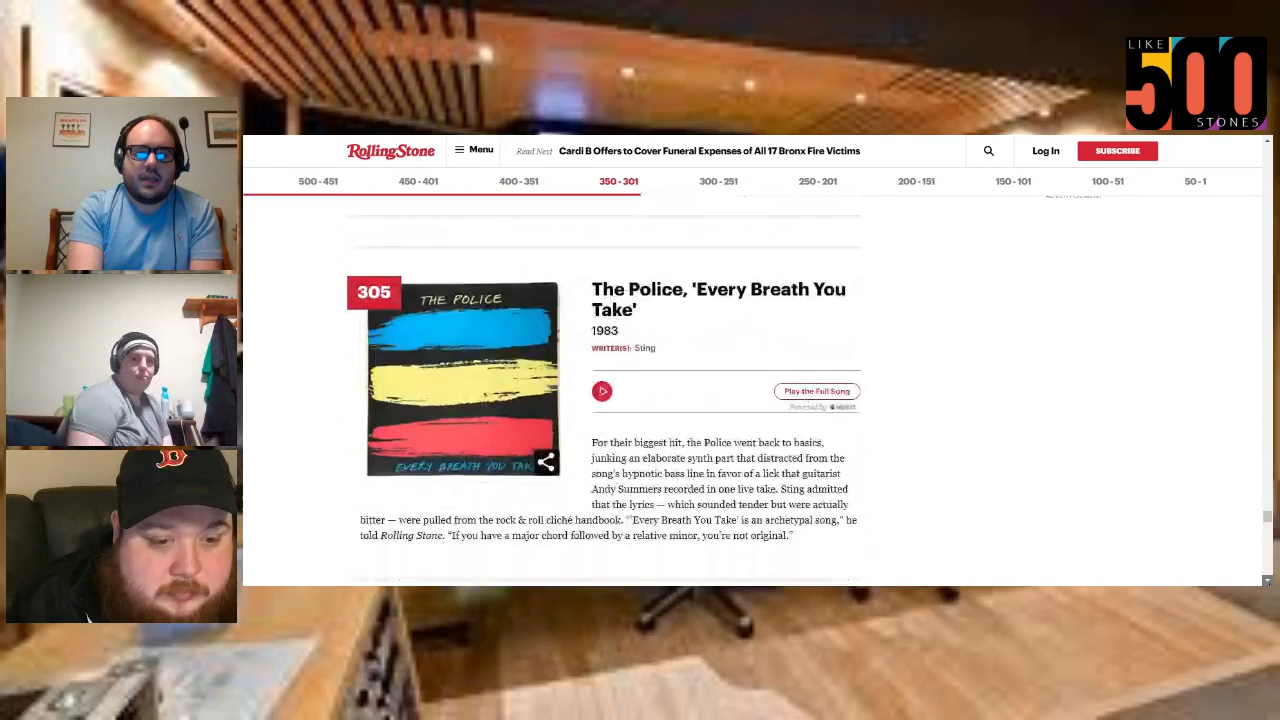 LIKE
500
STONES
RollingStone
Menu
Read Next Cardi B Offers to Cover Funeral Expenses of All 17 Bronx Fire Victims
Log In
SUBSCRIBE
500-451
450-401
400-351
350-301
300-251
250-201
200-151
150-101
100-51
50-1
ADVERTISEMENT
305
THE POLICE
EVERY BREATH YOU TAK
The Police, 'Every Breath You
Take'
1983
WRITER(S): Sting
Play the Full Song
Presented by
For their biggest hit, the Police went back to basics,
junking an elaborate synth part that distracted from the
song's hypnotic bass line in favor of a lick that guitarist
Andy Summers recorded in one live take. Sting admitted
that the lyrics — which sounded tender but were actually
bitter — were pulled from the rock & roll cliché handbook. "'Every Breath You Take' is an archetypal song," he
told Rolling Stone. "If you have a major chord followed by a relative minor, you're not original."
B